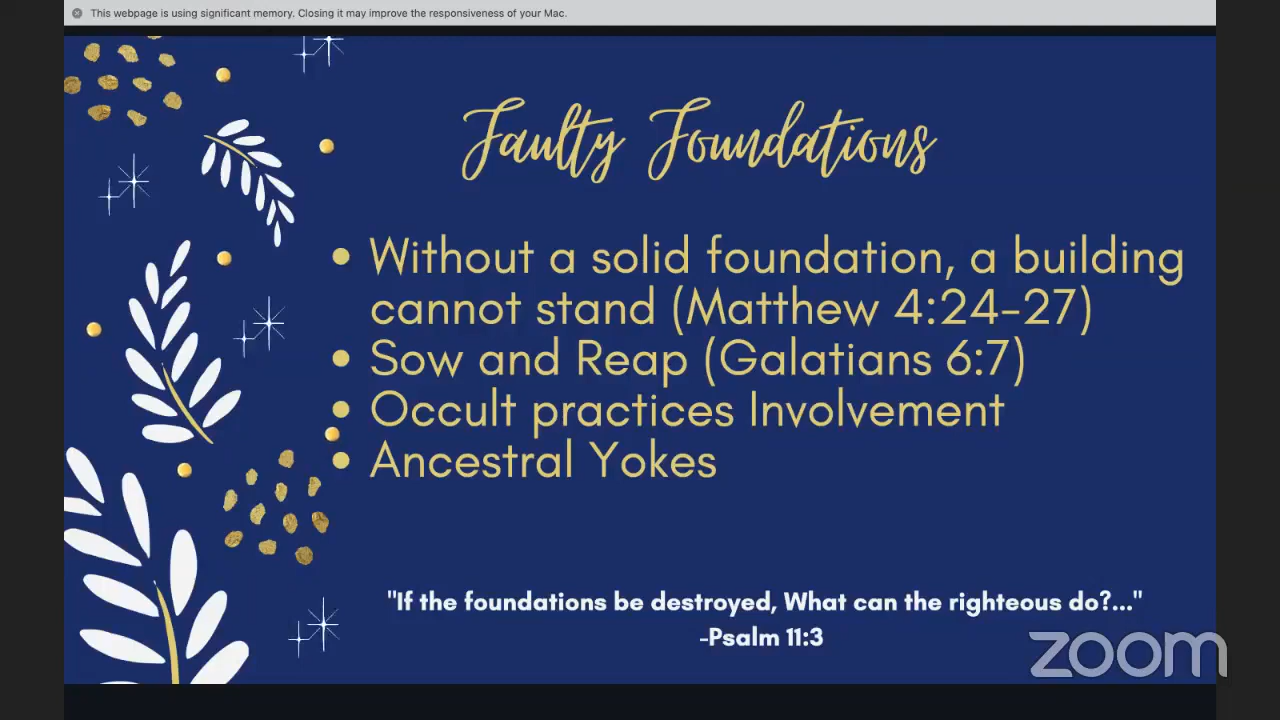 This webpage is using significant memory. Closing it may improve the responsiveness of your Mac.
Faulty Foundations
• Without a solid foundation, a building
cannot stand (Matthew 4:24-27)
• Sow and Reap (Galatians 6:7)
• Occult practices Involvement
• Ancestral Yokes
"If the foundations be destroyed, What can the righteous do?..."
-Psalm 11:3
zoom